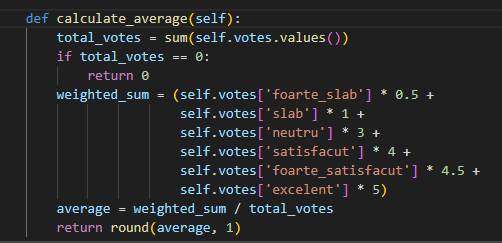 def calculate_average(self):
    total_votes = sum(self.votes.values())
    if total_votes == 0:
        return 0
    weighted_sum = (self.votes['foarte_slab'] * 0.5 +
                    self.votes['slab'] * 1 +
                    self.votes['neutru'] * 3 +
                    self.votes['satisfacut'] * 4 +
                    self.votes['foarte_satisfacut'] * 4.5 +
                    self.votes['excelent'] * 5)
    average = weighted_sum / total_votes
    return round(average, 1)